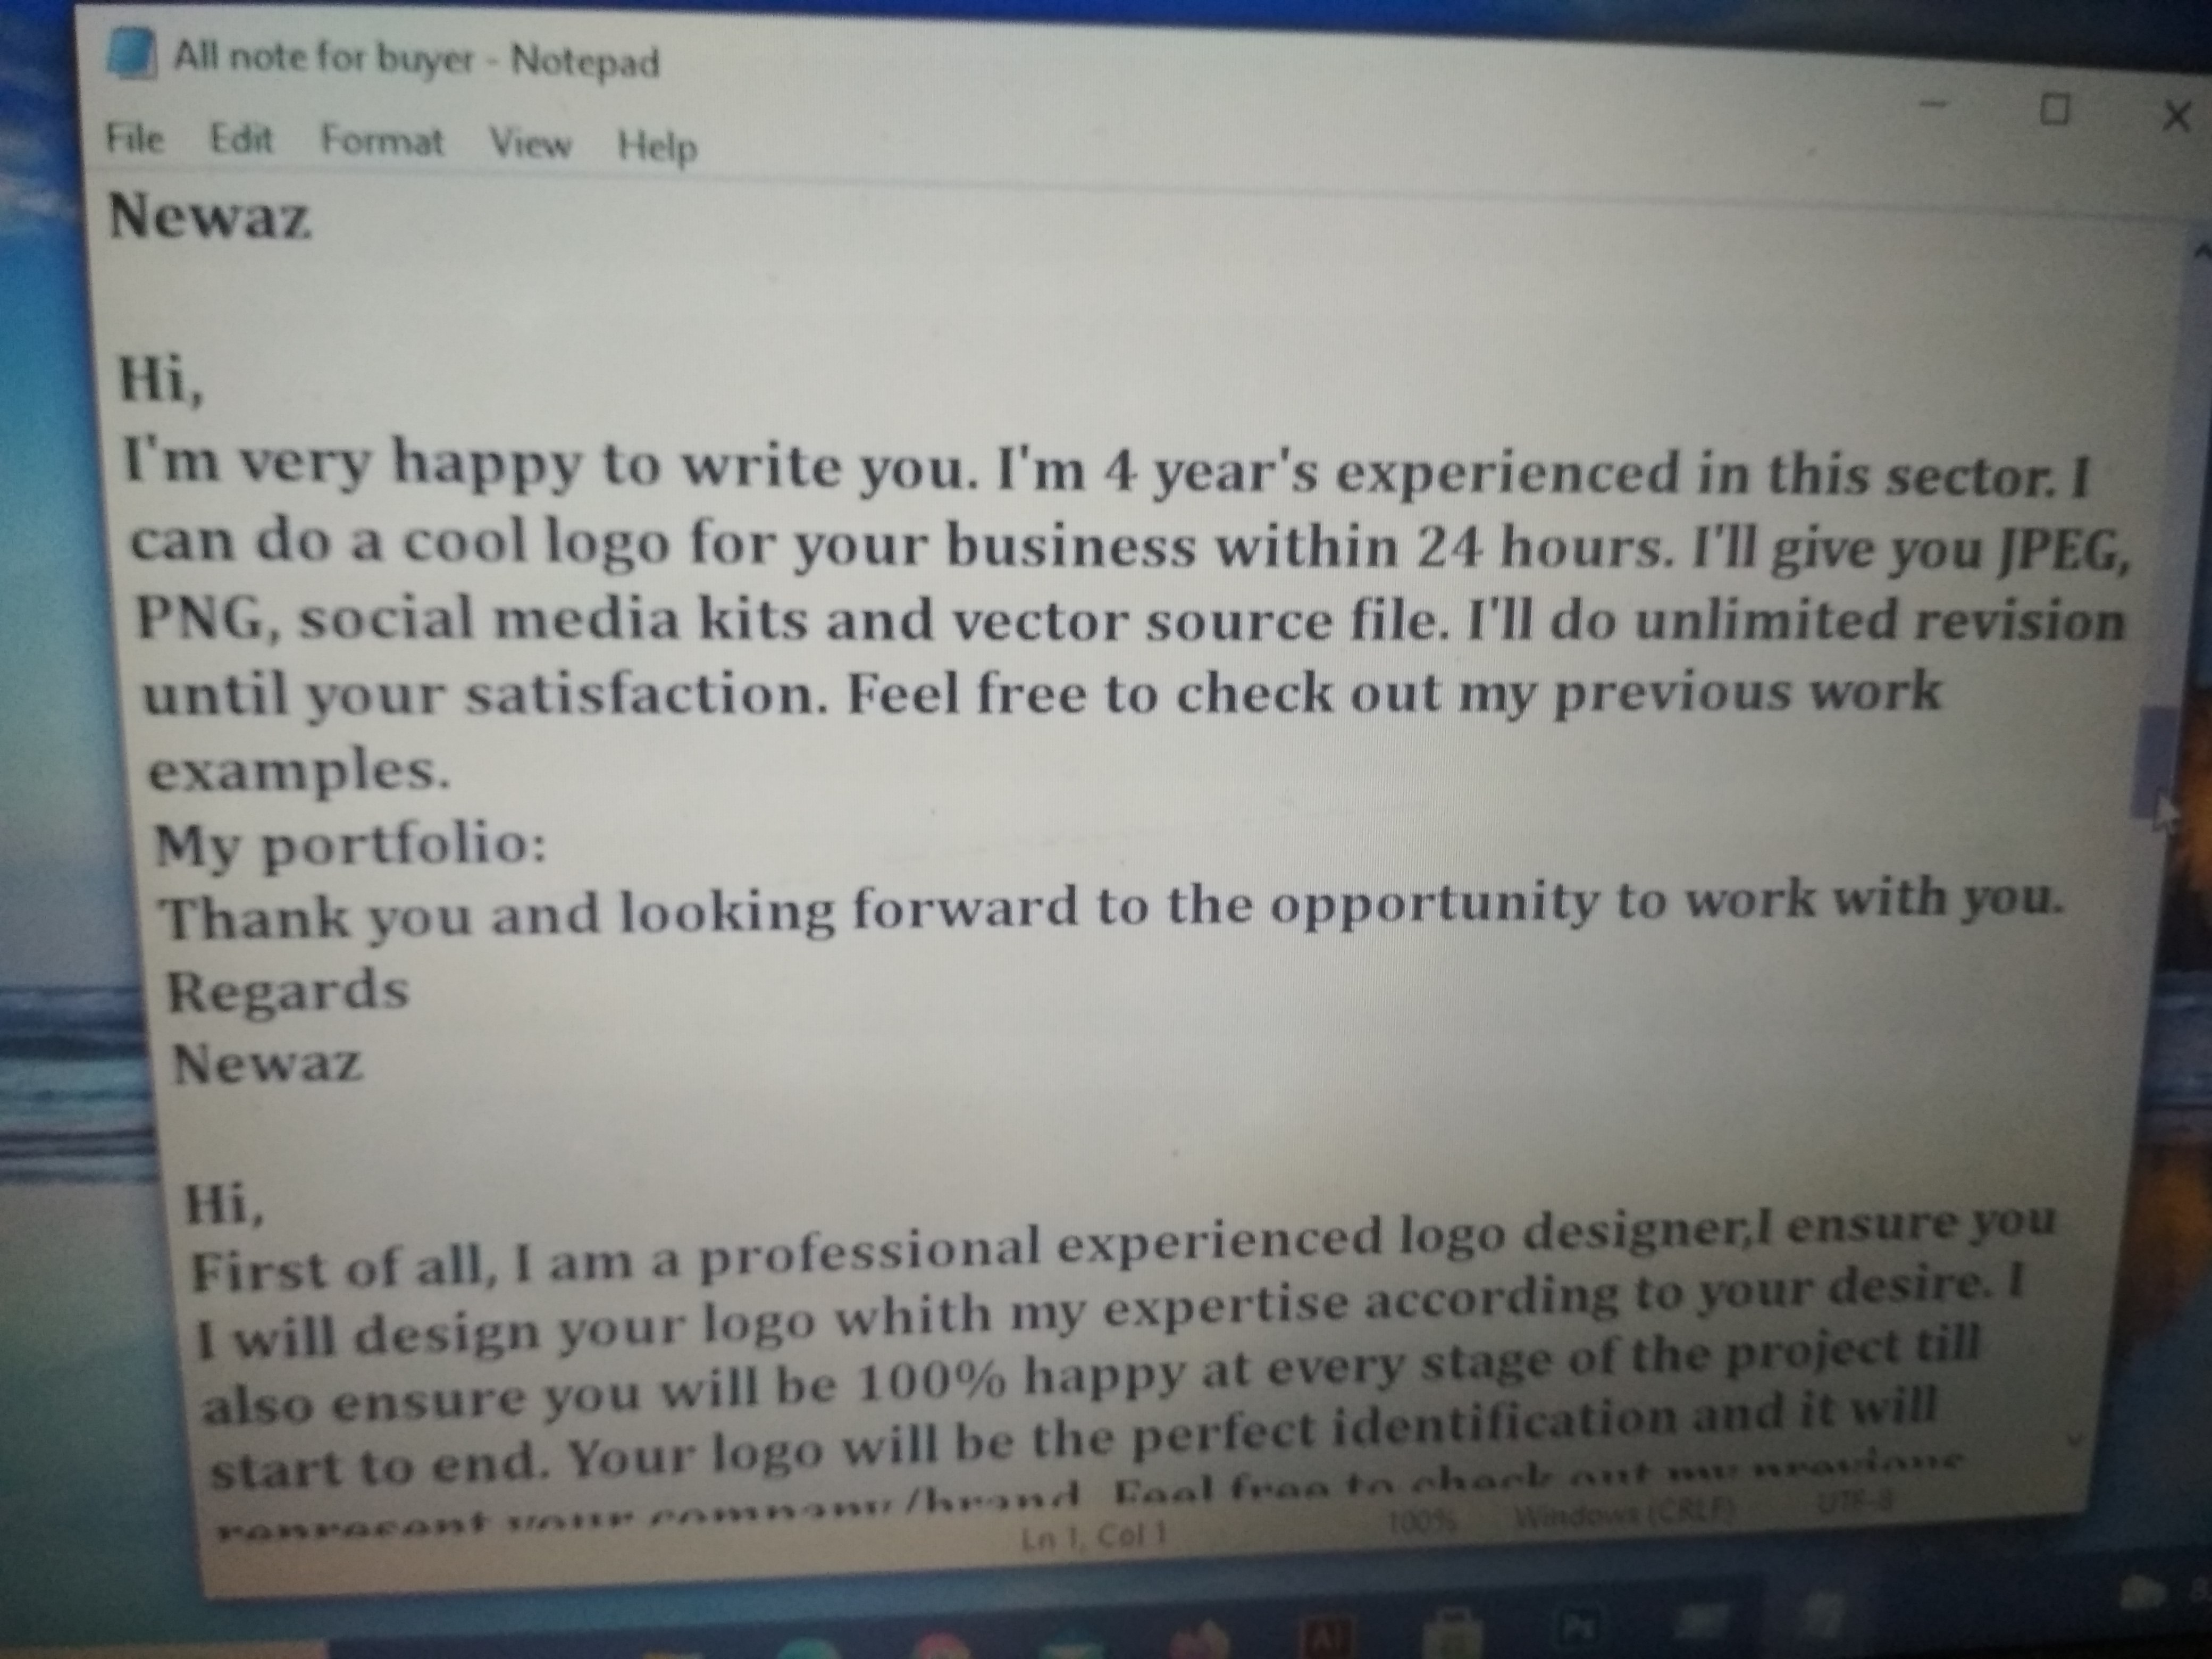 All note for buyer - Notepad
File Edit Format View Help
Newaz
Hi,
I'm very happy to write you. I'm 4 year's experienced in this sector. I
can do a cool logo for your business within 24 hours. I'll give you JPEG,
PNG, social media kits and vector source file. I'll do unlimited revision
until your satisfaction. Feel free to check out my previous work
examples.
My portfolio:
Thank you and looking forward to the opportunity to work with you.
Regards
Newaz
Hi,
First of all, I am a professional experienced logo designer,I ensure you
I will design your logo whith my expertise according to your desire. I
also ensure you will be 100% happy at every stage of the project till
start to end. Your logo will be the perfect identification and it will
represent your company/brand. Feel free to check out my previous
Ln 1, Col 1 100% Windows (CRLF) UTF-8
Ai Ps